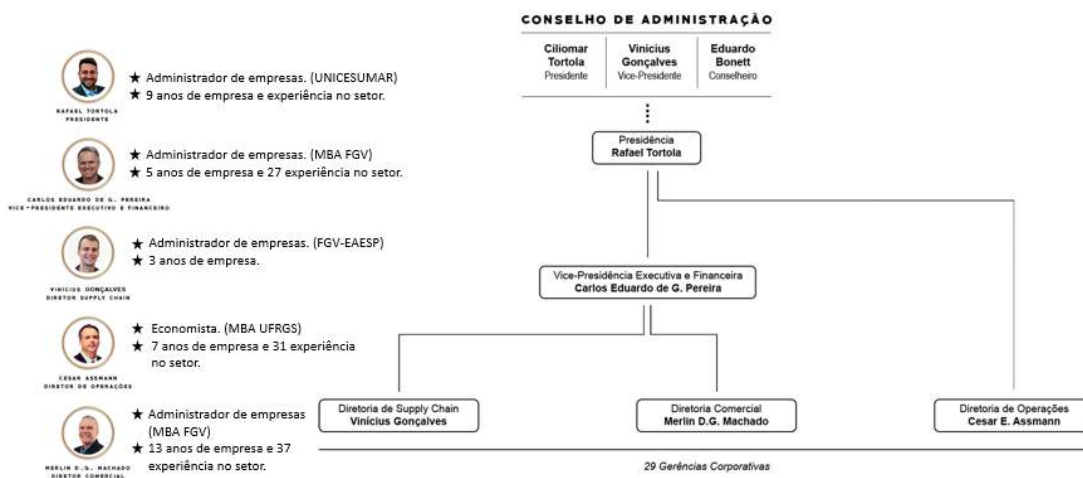 CONSELHO DE ADMINISTRAÇÃO
Ciliomar
Tortola
Presidente
Vinicius
Gonçalves
Vice-Presidente
Eduardo
Bonett
Conselheiro
★ Administrador de empresas. (UNICESUMAR)
★ 9 anos de empresa e experiência no setor.
RAFAEL TORTOLA
PRESIDENTE
★ Administrador de empresas. (MBA FGV)
★ 5 anos de empresa e 27 experiência no setor.
CARLOS EDUARDO DE G. PEREIRA
VICE-PRESIDENTE EXECUTIVO E FINANCEIRO
★ Administrador de empresas. (FGV-EAESP)
★ 3 anos de empresa.
VINICIUS GONÇALVES
DIRETOR SUPPLY CHAIN
★ Economista. (MBA UFRGS)
★ 7 anos de empresa e 31 experiência
no setor.
CESAR ASSMANN
DIRETOR DE OPERAÇÕES
★ Administrador de empresas
(MBA FGV)
★ 13 anos de empresa e 37
experiência no setor.
MERLIN D.G. MACHADO
DIRETOR COMERCIAL
Presidência
Rafael Tortola
Vice-Presidência Executiva e Financeira
Carlos Eduardo de G. Pereira
Diretoria de Supply Chain
Vinícius Gonçalves
Diretoria Comercial
Merlin D.G. Machado
Diretoria de Operações
Cesar E. Assmann
29 Gerências Corporativas